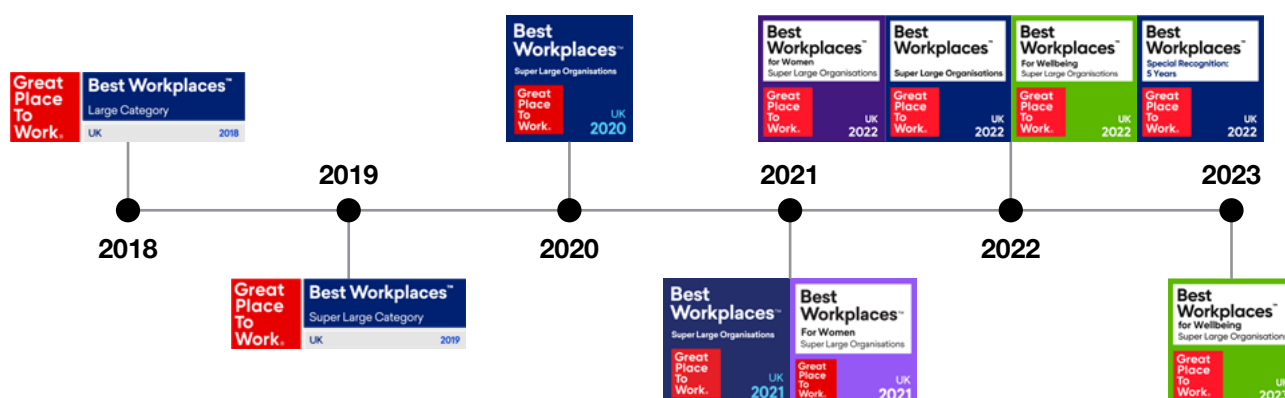 Great
Place
To
Work.
Best Workplaces™
Large Category
UK 2018
2018
2019
Great
Place
To
Work.
Best Workplaces™
Super Large Category
UK 2019
Best
Workplaces™
Super Large Organisations
Great
Place
To
Work.
UK
2020
2020
2021
Best
Workplaces™
Super Large Organisations
Great
Place
To
Work.
UK
2021
Best
Workplaces™
For Women
Super Large Organisations
Great
Place
To
Work.
UK
2021
Best
Workplaces™
for Women
Super Large Organisations
Great
Place
To
Work.
UK
2022
Best
Workplaces™
Super Large Organisations
Great
Place
To
Work.
UK
2022
Best
Workplaces™
For Wellbeing
Super Large Organisations
Great
Place
To
Work.
UK
2022
Best
Workplaces™
Special Recognition:
5 Years
Great
Place
To
Work.
UK
2022
2022
2023
Best
Workplaces™
for Wellbeing
Super Large Organisations
Great
Place
To
Work.
UK
2023